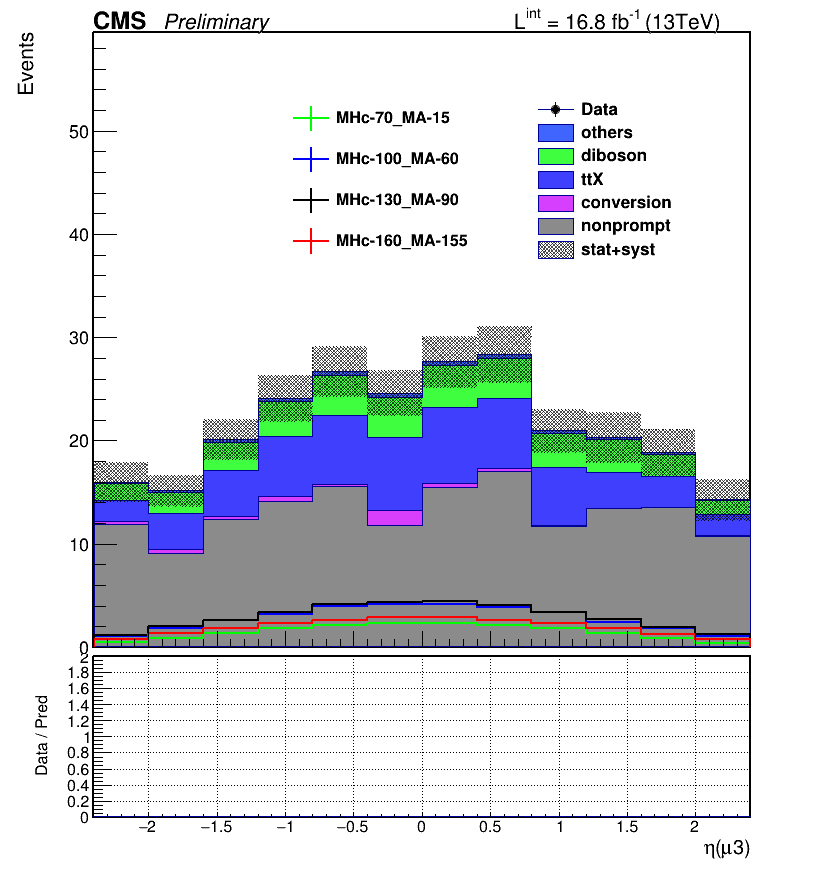 CMS Preliminary L^int = 16.8 fb^-1 (13TeV)
Events
50
40
30
20
10
0
MHc-70_MA-15
MHc-100_MA-60
MHc-130_MA-90
MHc-160_MA-155
Data
others
diboson
ttX
conversion
nonprompt
stat+syst
Data / Pred
2
1.8
1.6
1.4
1.2
1
0.8
0.6
0.4
0.2
0
−2 −1.5 −1 −0.5 0 0.5 1 1.5 2
η(μ3)